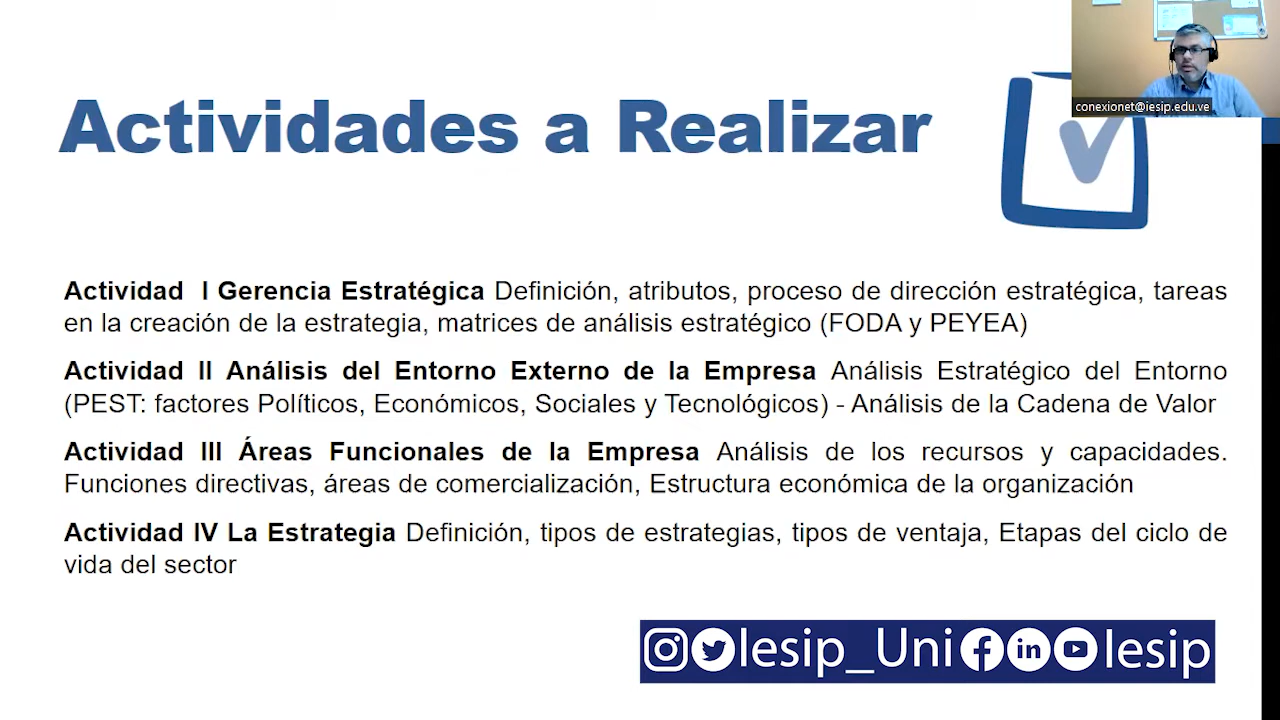 conexionet@iesip.edu.ve
Actividades a Realizar
Actividad I Gerencia Estratégica Definición, atributos, proceso de dirección estratégica, tareas
en la creación de la estrategia, matrices de análisis estratégico (FODA y PEYEA)
Actividad II Análisis del Entorno Externo de la Empresa Análisis Estratégico del Entorno
(PEST: factores Políticos, Económicos, Sociales y Tecnológicos) - Análisis de la Cadena de Valor
Actividad III Áreas Funcionales de la Empresa Análisis de los recursos y capacidades.
Funciones directivas, áreas de comercialización, Estructura económica de la organización
Actividad IV La Estrategia Definición, tipos de estrategias, tipos de ventaja, Etapas del ciclo de
vida del sector
Iesip_Uni in Iesip